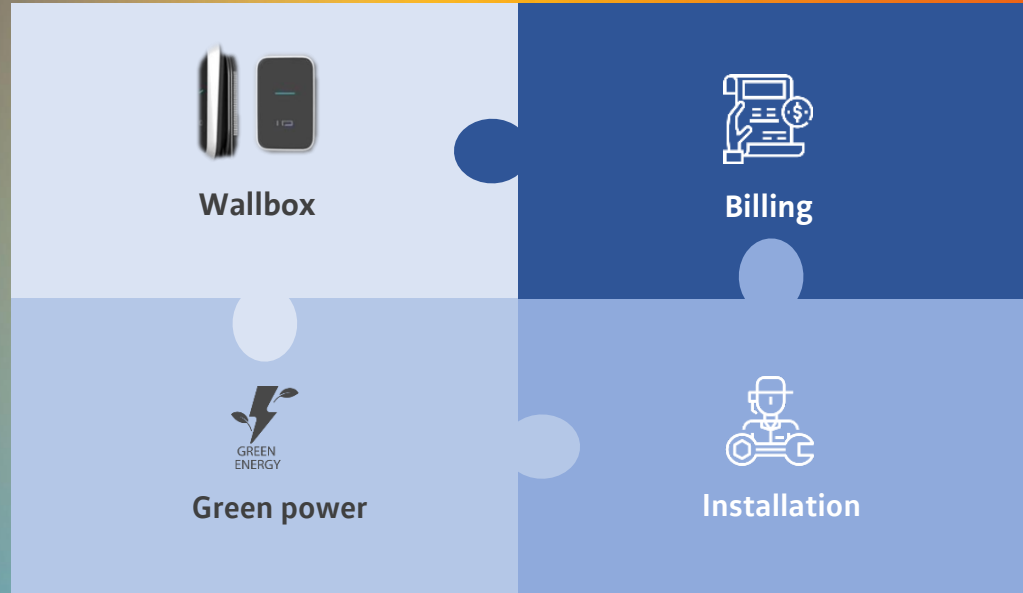 Wallbox
$
Billing
GREEN
ENERGY
Green power
Installation